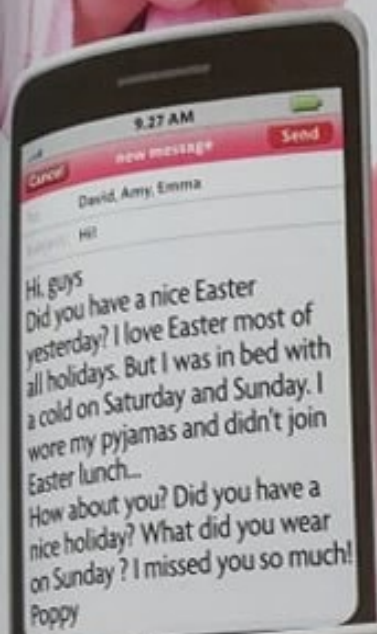 9.27 AM
Cancel
new message
Send
To:
David, Amy, Emma
Subject:
Hi!
Hi, guys
Did you have a nice Easter
yesterday? I love Easter most of
all holidays. But I was in bed with
a cold on Saturday and Sunday. I
wore my pyjamas and didn't join
Easter lunch...
How about you? Did you have a
nice holiday? What did you wear
on Sunday ? I missed you so much!
Poppy